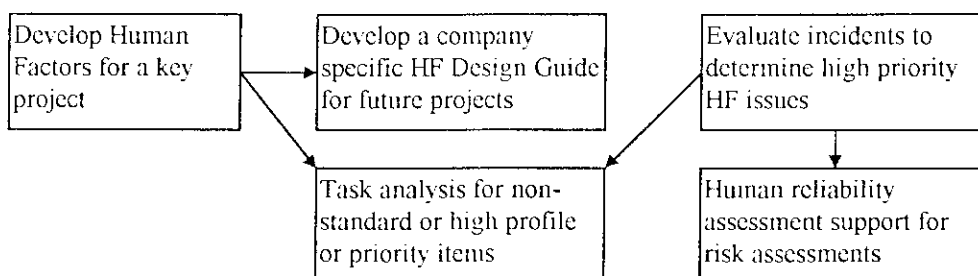 Develop Human
Factors for a key
project
Develop a company
specific HF Design Guide
for future projects
Evaluate incidents to
determine high priority
HF issues
Task analysis for non-
standard or high profile
or priority items
Human reliability
assessment support for
risk assessments